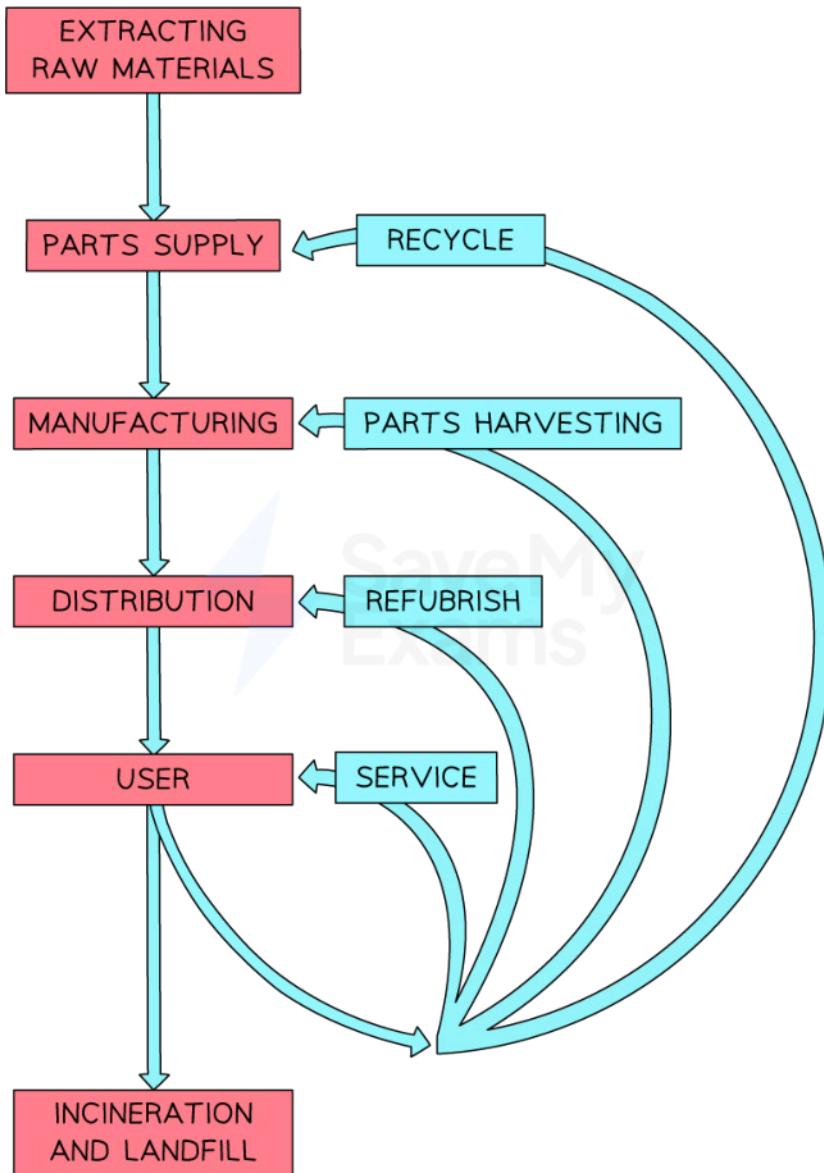 EXTRACTING
RAW MATERIALS
PARTS SUPPLY
RECYCLE
MANUFACTURING
PARTS HARVESTING
DISTRIBUTION
REFUBRISH
SaveMy
Exams
USER
SERVICE
INCINERATION
AND LANDFILL